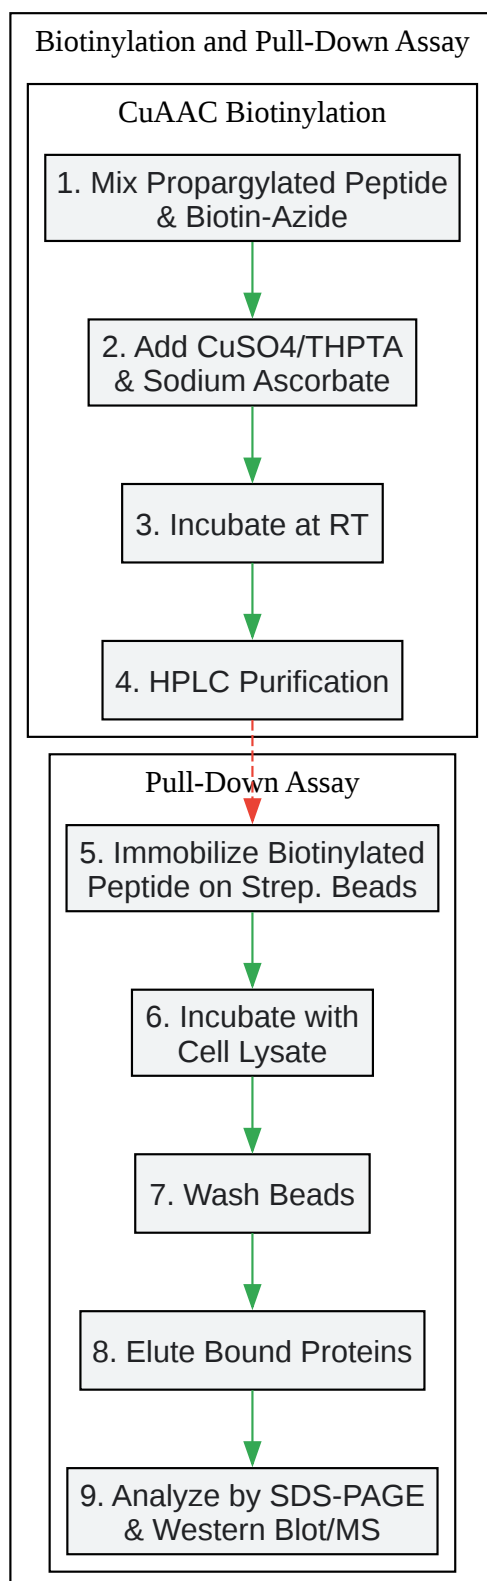 Biotinylation and Pull-Down Assay
CuAAC Biotinylation
1. Mix Propargylated Peptide
& Biotin-Azide
2. Add CuSO4/THPTA
& Sodium Ascorbate
3. Incubate at RT
4. HPLC Purification
Pull-Down Assay
5. Immobilize Biotinylated
Peptide on Strep. Beads
6. Incubate with
Cell Lysate
7. Wash Beads
8. Elute Bound Proteins
9. Analyze by SDS-PAGE
& Western Blot/MS